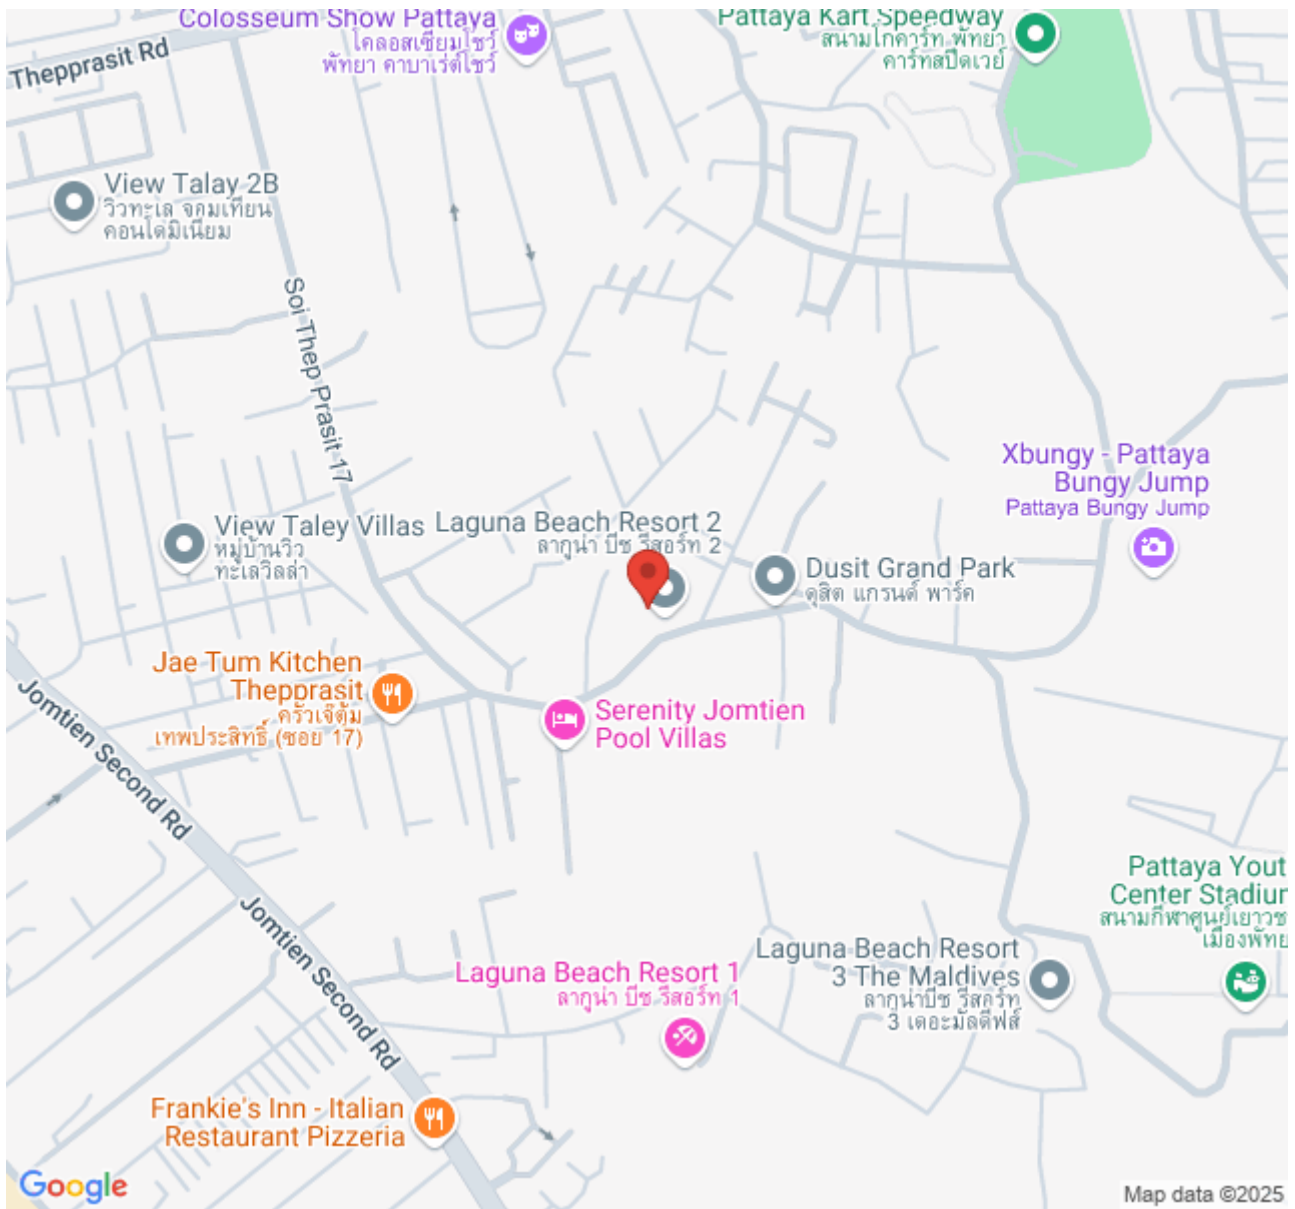 Colosseum Show Pattaya
โคลอสเซียมโชว์
พัทยา คาบาเร่ต์โชว์
Pattaya Kart Speedway
สนามโกคาร์ท พัทยา
คาร์ทสปีดเวย์
Thepprasit Rd
View Talay 2B
วิวทะเล จอมเทียน
คอนโดมิเนียม
Soi Thep Prasit 17
Xbungy - Pattaya
Bungy Jump
Pattaya Bungy Jump
View Taley Villas
หมู่บ้านวิว
ทะเลวิลล่า
Laguna Beach Resort 2
ลากูน่า บีช รีสอร์ท 2
Dusit Grand Park
ดุสิต แกรนด์ พาร์ค
Jae Tum Kitchen
Thepprasit
ครัวเจ๊ตุ้ม
เทพประสิทธิ์ (ซอย 17)
Serenity Jomtien
Pool Villas
Jomtien Second Rd
Pattaya Yout
Center Stadiur
สนามกีฬาศูนย์เยาวช
เมืองพัทย
Jomtien Second Rd
Laguna Beach Resort
3 The Maldives
ลากูน่าบีช รีสอร์ท
3 เดอะมัลดีฟส์
Laguna Beach Resort 1
ลากูน่า บีช รีสอร์ท 1
Frankie's Inn - Italian
Restaurant Pizzeria
Google
Map data ©2025